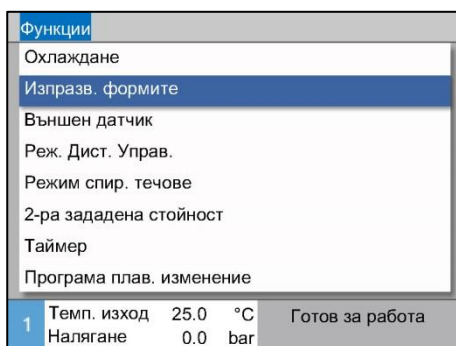 Функции
Охлаждане
Изпразв. формите
Външен датчик
Реж. Дист. Управ.
Режим спир. течове
2-ра зададена стойност
Таймер
Програма плав. изменение
1 Темп. изход 25.0 °C Готов за работа
Налягане 0.0 bar